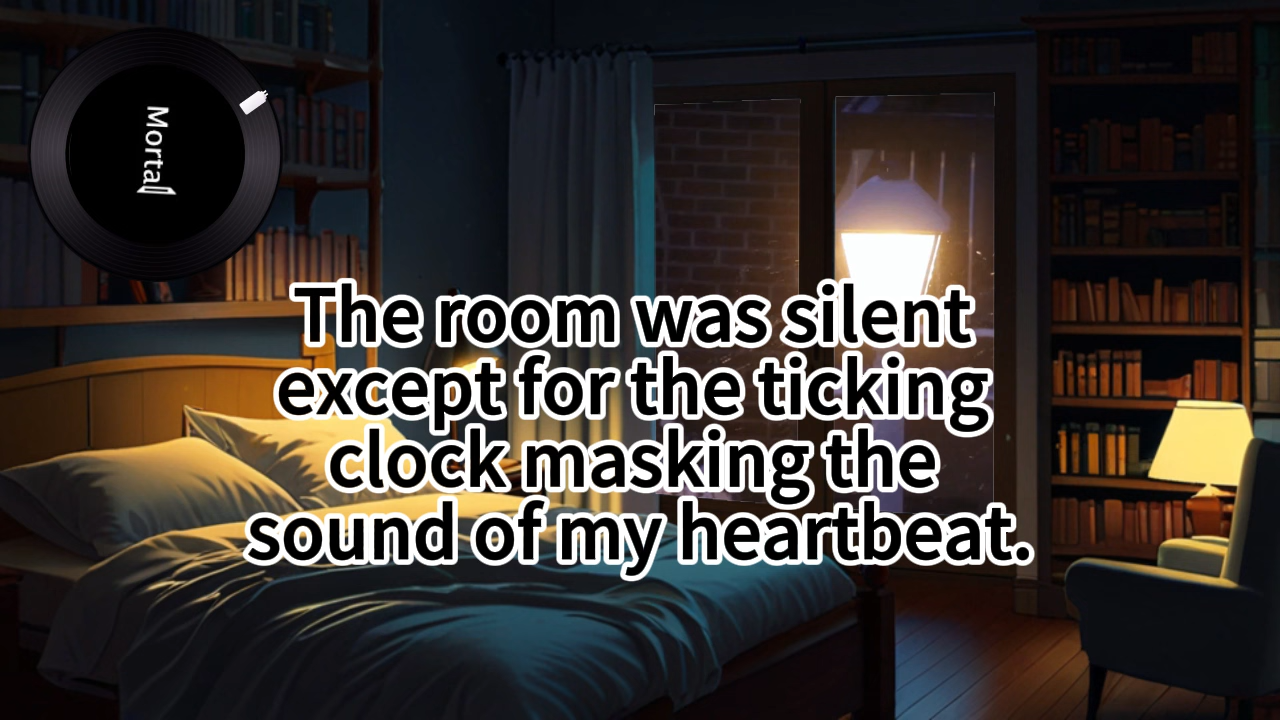 Mortal
The room was silent
except for the ticking
clock masking the
sound of my heartbeat.